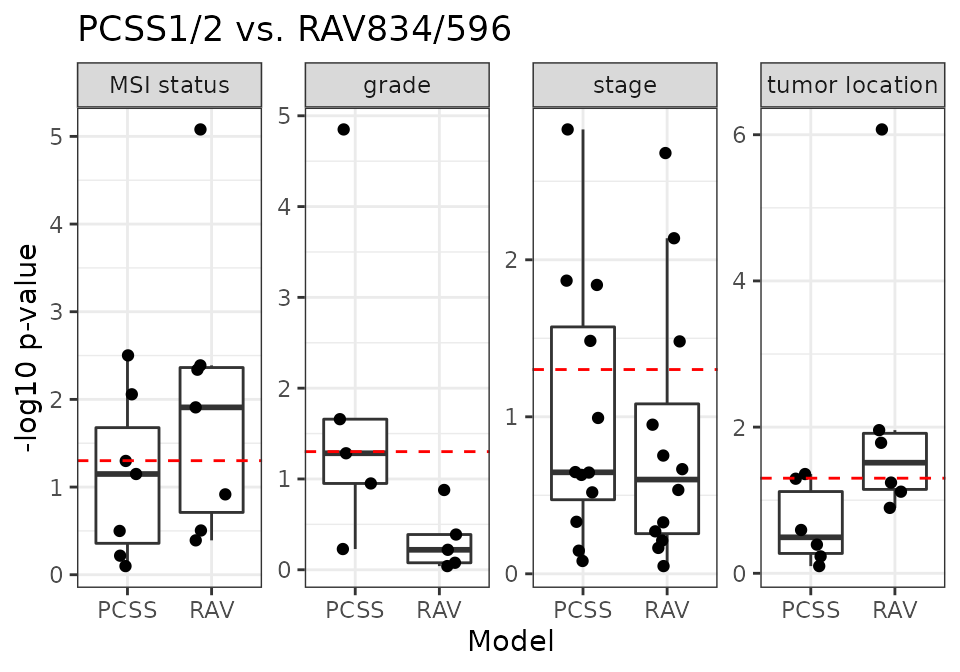 PCSS1/2 vs. RAV834/596
MSI status
grade
stage
tumor location
-log10 p-value
5
4
3
2
1
0
5
4
3
2
1
0
2
1
0
6
4
2
0
PCSS RAV
PCSS RAV
PCSS RAV
PCSS RAV
Model